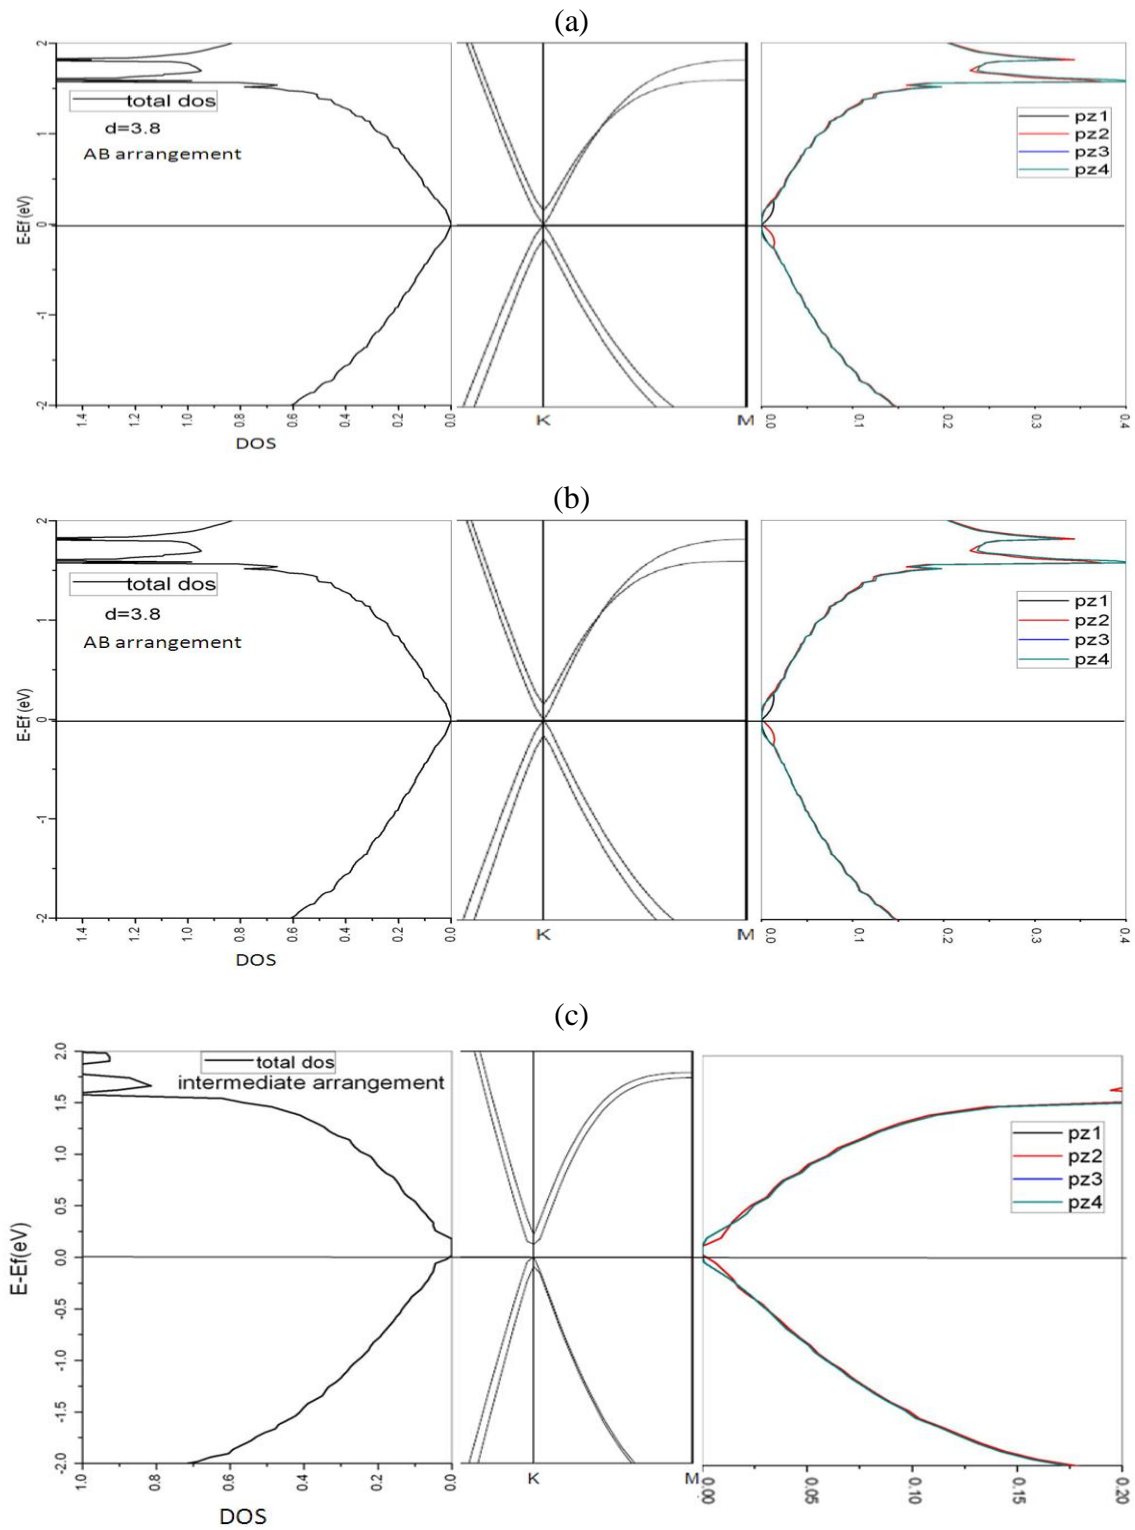 (a)
2
1
0
-1
-2
E-Ef (eV)
total dos
d=3.8
AB arrangement
pz1
pz2
pz3
pz4
1.4 1.2 1.0 0.8 0.6 0.4 0.2 0.0
K M
0.0 0.1 0.2 0.3 0.4
DOS
(b)
2
1
0
-1
-2
E-Ef (eV)
total dos
d=3.8
AB arrangement
pz1
pz2
pz3
pz4
1.4 1.2 1.0 0.8 0.6 0.4 0.2 0.0
K M
0.0 0.1 0.2 0.3 0.4
DOS
(c)
2.0
1.5
1.0
0.5
0.0
-0.5
-1.0
-1.5
-2.0
E-Ef(eV)
total dos
intermediate arrangement
pz1
pz2
pz3
pz4
1.0 0.8 0.6 0.4 0.2 0.0
K M
.00 0.05 0.10 0.15 0.20
DOS